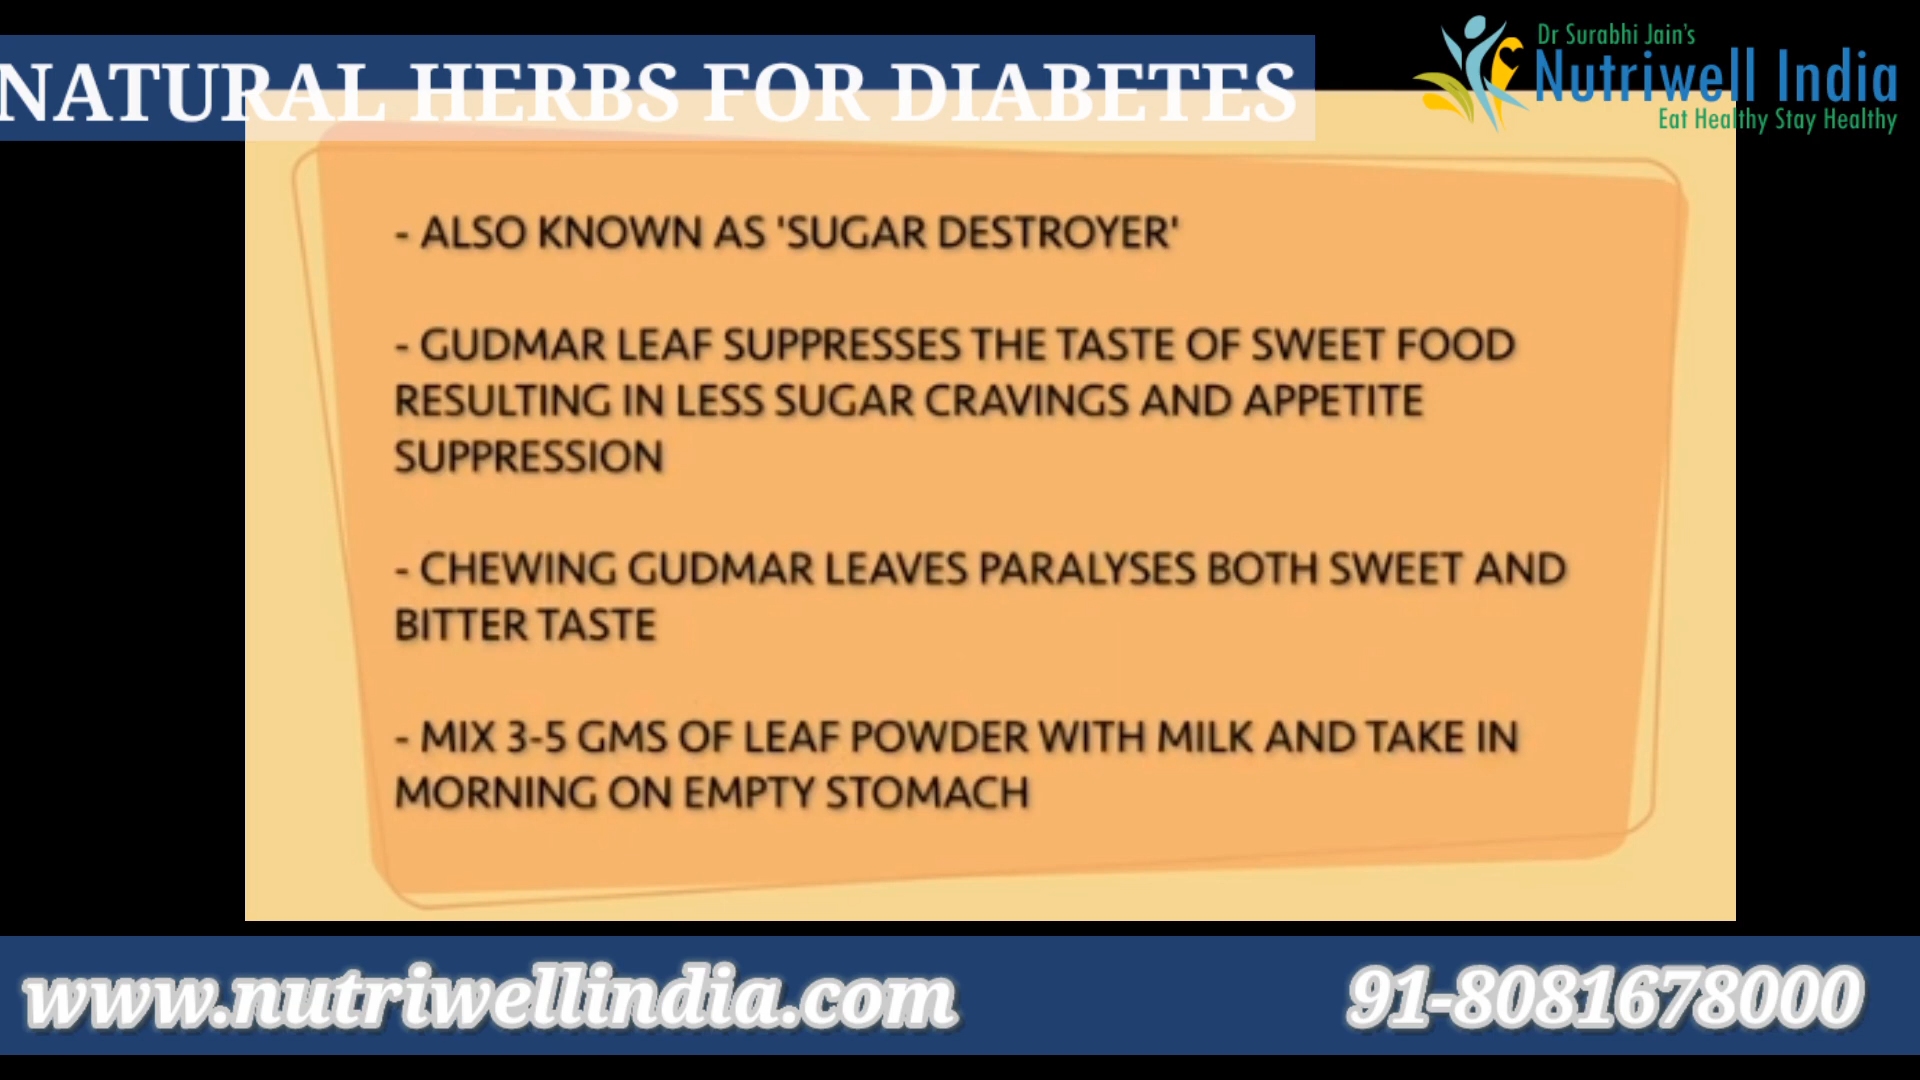 NATURAL HERBS FOR DIABETES
Dr Surabhi Jain's
Nutriwell India
Eat Healthy Stay Healthy
- ALSO KNOWN AS 'SUGAR DESTROYER'
- GUDMAR LEAF SUPPRESSES THE TASTE OF SWEET FOOD
RESULTING IN LESS SUGAR CRAVINGS AND APPETITE
SUPPRESSION
- CHEWING GUDMAR LEAVES PARALYSES BOTH SWEET AND
BITTER TASTE
- MIX 3-5 GMS OF LEAF POWDER WITH MILK AND TAKE IN
MORNING ON EMPTY STOMACH
www.nutriwellindia.com
91-8081678000